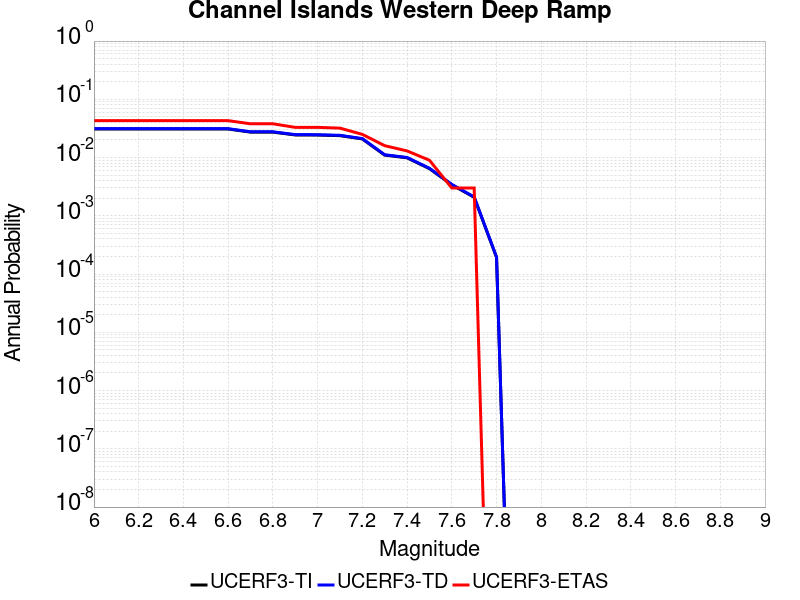 Channel Islands Western Deep Ramp
10^0
10^-1
10^-2
10^-3
10^-4
10^-5
10^-6
10^-7
10^-8
Annual Probability
6 6.2 6.4 6.6 6.8 7 7.2 7.4 7.6 7.8 8 8.2 8.4 8.6 8.8 9
Magnitude
UCERF3-TI UCERF3-TD UCERF3-ETAS